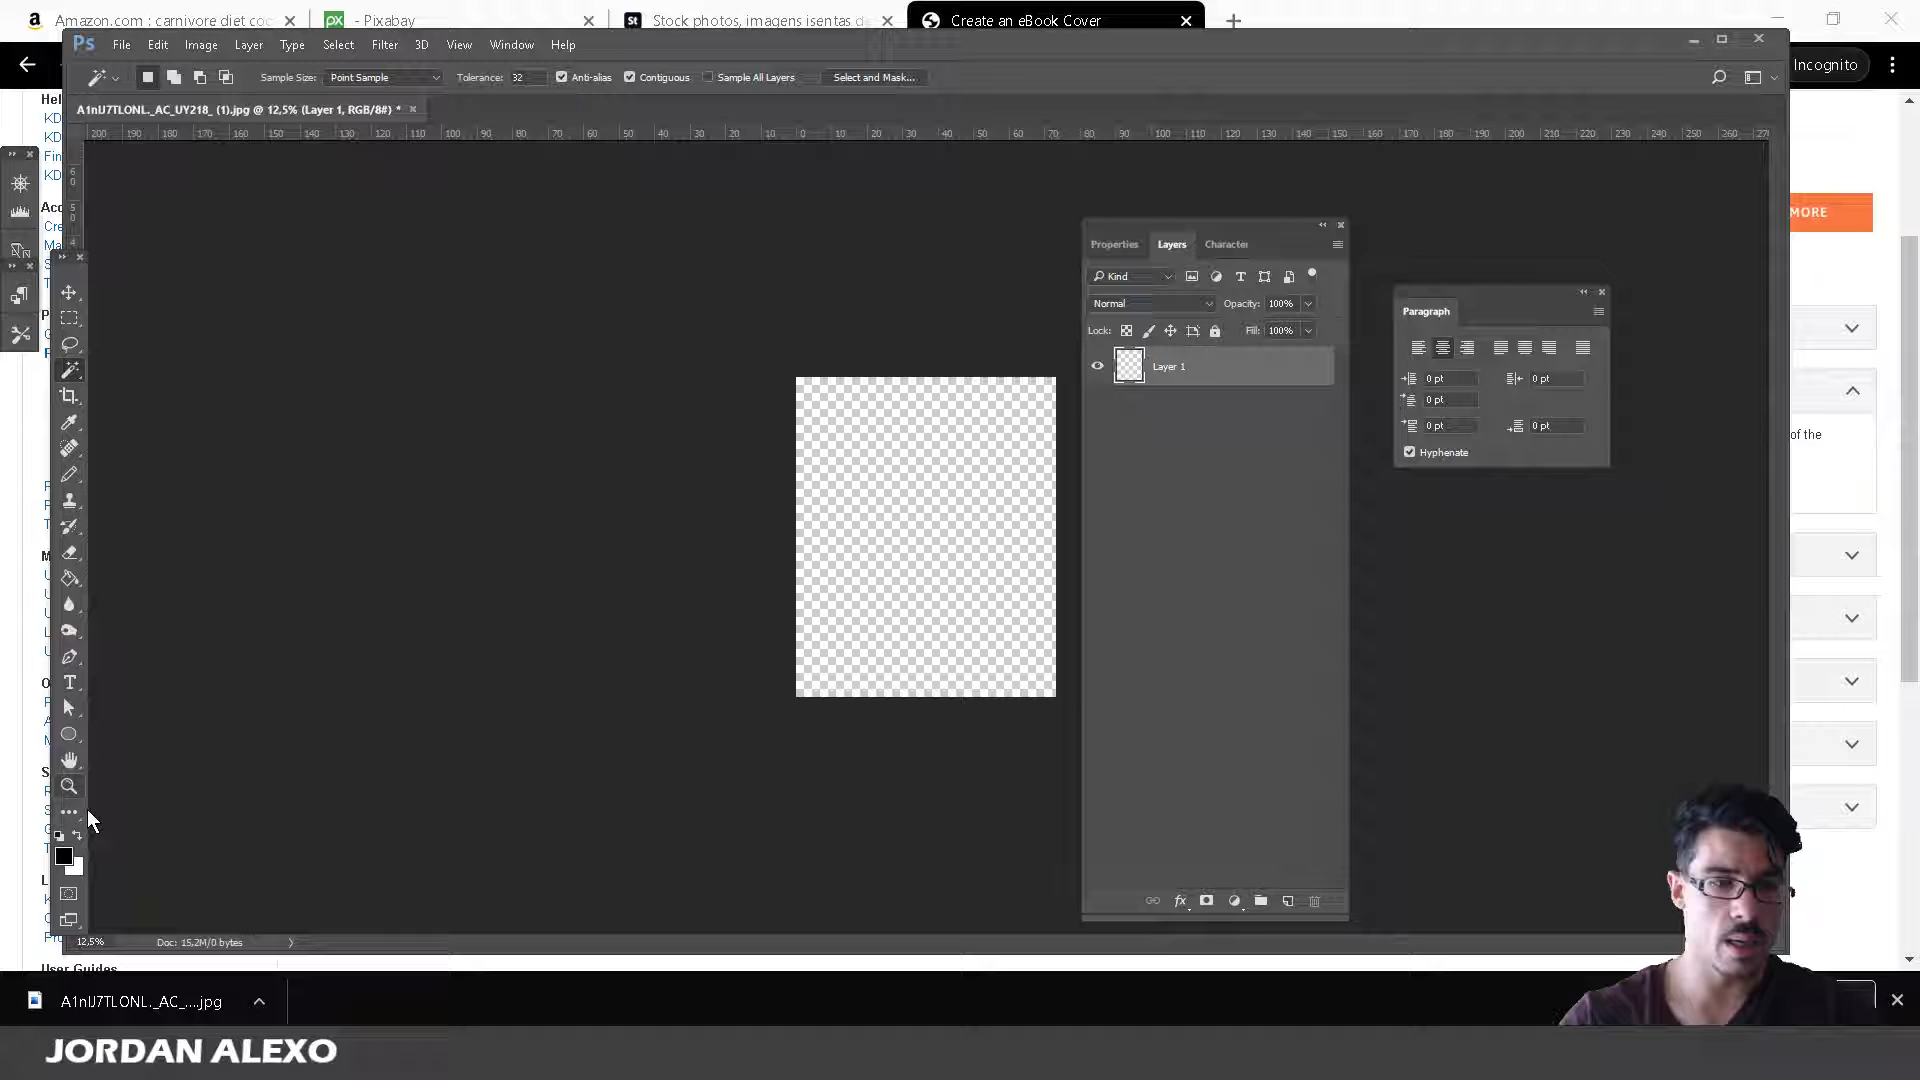 Amazon.com : carnivore diet coo
- Pixabay
Stock photos, imagens isentas d
Create an eBook Cover
Incognito
Ps File Edit Image Layer Type Select Filter 3D View Window Help
Sample Size: Point Sample Tolerance: 32 Anti-alias Contiguous Sample All Layers Select and Mask...
A1nlJ7TLONL._AC_UY218_ (1).jpg @ 12,5% (Layer 1, RGB/8#) *
200 190 180 170 160 150 140 130 120 110 100 90 80 70 60 50 40 30 20 10 0 10 20 30 40 50 60 70 80 90 100 110 120 130 140 150 160 170 180 190 200 210 220 230 240 250 260 27
Hel
KD
KD
Fin
KD
Acc
Cre
Ma
MORE
Properties Layers Character
Kind
Normal Opacity: 100%
Lock: Fill: 100%
Layer 1
Paragraph
0 pt 0 pt
0 pt
0 pt 0 pt
Hyphenate
of the
12,5% Doc: 15,2M/0 bytes
User Guides
A1nlJ7TLONL._AC_....jpg
JORDAN ALEXO